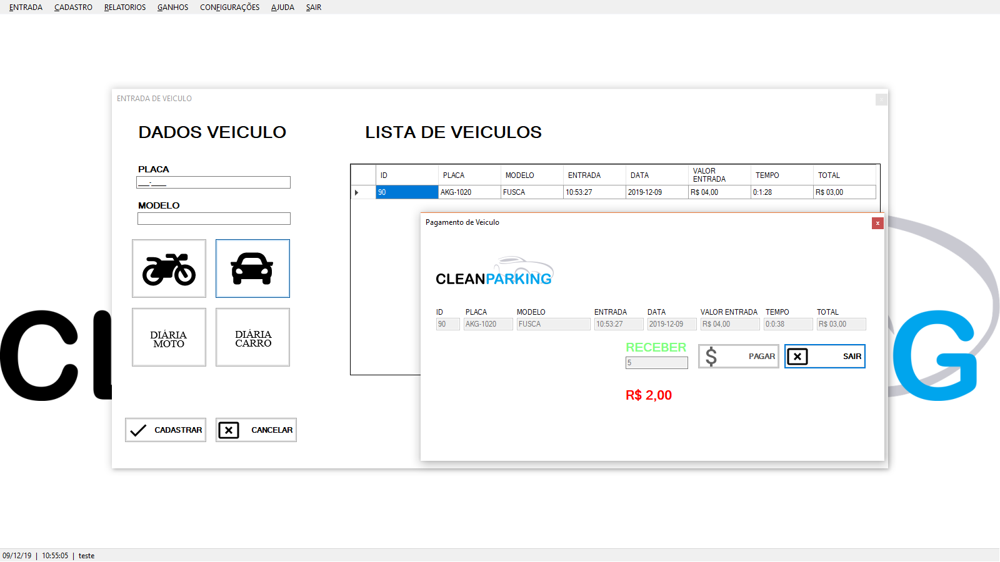 ENTRADA CADASTRO RELATORIOS GANHOS CONFIGURAÇÕES AJUDA SAIR
ENTRADA DE VEICULO
x
DADOS VEICULO
LISTA DE VEICULOS
PLACA
___-____
MODELO
DIÁRIA
MOTO
DIÁRIA
CARRO
CADASTRAR
CANCELAR
ID PLACA MODELO ENTRADA DATA VALOR ENTRADA TEMPO TOTAL
90 AKG-1020 FUSCA 10:53:27 2019-12-09 R$ 04,00 0:1:28 R$ 03,00
Pagamento de Veiculo
x
CLEANPARKING
ID PLACA MODELO ENTRADA DATA VALOR ENTRADA TEMPO TOTAL
90 AKG-1020 FUSCA 10:53:27 2019-12-09 R$ 04,00 0:0:38 R$ 03,00
RECEBER
5
$ PAGAR
SAIR
R$ 2,00
CL
G
09/12/19 | 10:55:05 | teste